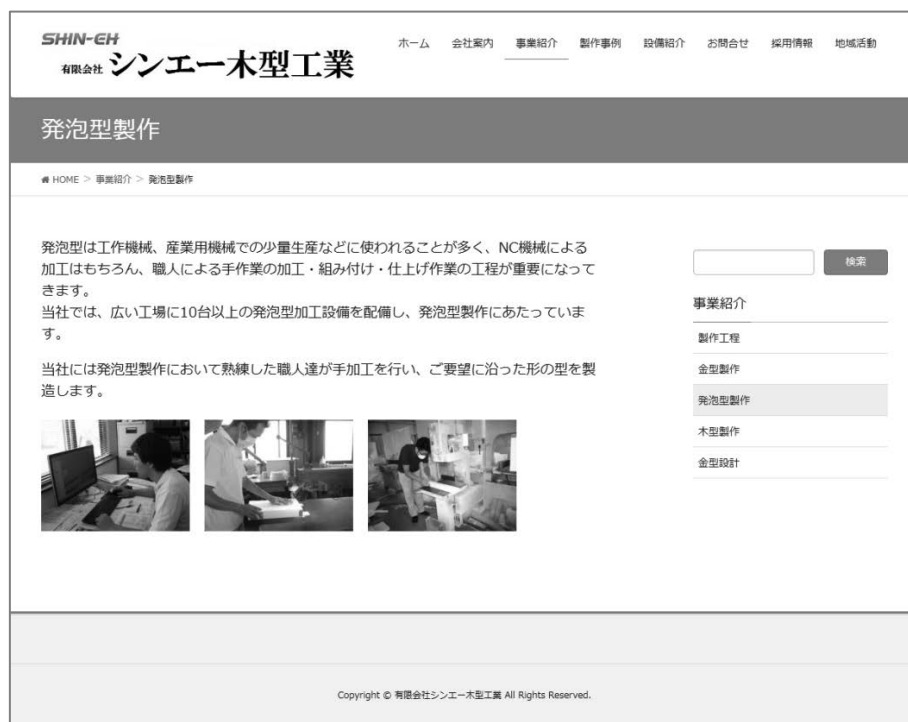 SHIN-EH
有限会社 シンエー木型工業
ホーム 会社案内 事業紹介 製作事例 設備紹介 お問合せ 採用情報 地域活動
発泡型製作
HOME > 事業紹介 > 発泡型製作
発泡型は工作機械、産業用機械での少量生産などに使われることが多く、NC機械による
加工はもちろん、職人による手作業の加工・組み付け・仕上げ作業の工程が重要になって
きます。
当社では、広い工場に10台以上の発泡型加工設備を配備し、発泡型製作にあたっていま
す。
当社には発泡型製作において熟練した職人達が手加工を行い、ご要望に沿った形の型を製
造します。
検索
事業紹介
製作工程
金型製作
発泡型製作
木型製作
金型設計
Copyright © 有限会社シンエー木型工業 All Rights Reserved.